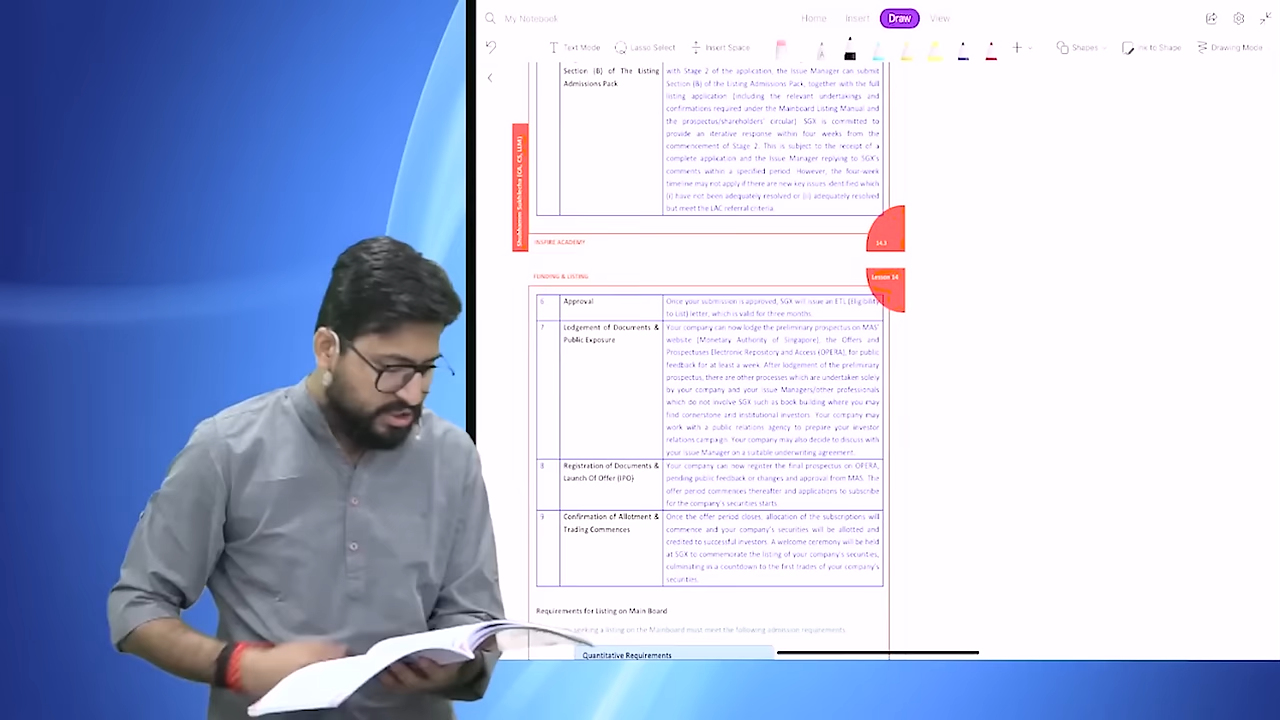 My Notebook
Home Insert Draw View
Text Mode Lasso Select Insert Space Shapes Ink to Shape Drawing Mode
Section (B) of The Listing
Admissions Pack
with Stage 2 of the application, the Issue Manager can submit
Section (B) of the Listing Admissions Pack, together with the full
listing application (including the relevant undertakings and
confirmations required under the Mainboard Listing Manual and
the prospectus/shareholders' circular). SGX is committed to
provide an iterative response within four weeks from the
commencement of Stage 2. This is subject to the receipt of a
complete application and the Issue Manager replying to SGX's
comments within a specified period. However, the four-week
timeline may not apply if there are new key issues identified which
(i) have not been adequately resolved or (ii) adequately resolved
but meet the LAC referral criteria.
Shubhamm Sukhlecha (CA, CS, LLM)
INSPIRE ACADEMY
14.3
FUNDING & LISTING
Lesson 14
6 Approval
Once your submission is approved, SGX will issue an ETL (Eligibility
to List) letter, which is valid for three months.
7 Lodgement of Documents &
Public Exposure
Your company can now lodge the preliminary prospectus on MAS'
website (Monetary Authority of Singapore), the Offers and
Prospectuses Electronic Repository and Access (OPERA), for public
feedback for at least a week. After lodgement of the preliminary
prospectus, there are other processes which are undertaken solely
by your company and your Issue Managers/other professionals
which do not involve SGX such as book building where you may
find cornerstone and institutional investors. Your company may
work with a public relations agency to prepare your investor
relations campaign. Your company may also decide to discuss with
your Issue Manager on a suitable underwriting agreement.
8 Registration of Documents &
Launch Of Offer (IPO)
Your company can now register the final prospectus on OPERA,
pending public feedback or changes and approval from MAS. The
offer period commences thereafter and applications to subscribe
for the company's securities starts.
9 Confirmation of Allotment &
Trading Commences
Once the offer period closes, allocation of the subscriptions will
commence and your company's securities will be allotted and
credited to successful investors. A welcome ceremony will be held
at SGX to commemorate the listing of your company's securities,
culminating in a countdown to the first trades of your company's
securities.
Requirements for Listing on Main Board
seeking a listing on the Mainboard must meet the following admission requirements
Quantitative Requirements